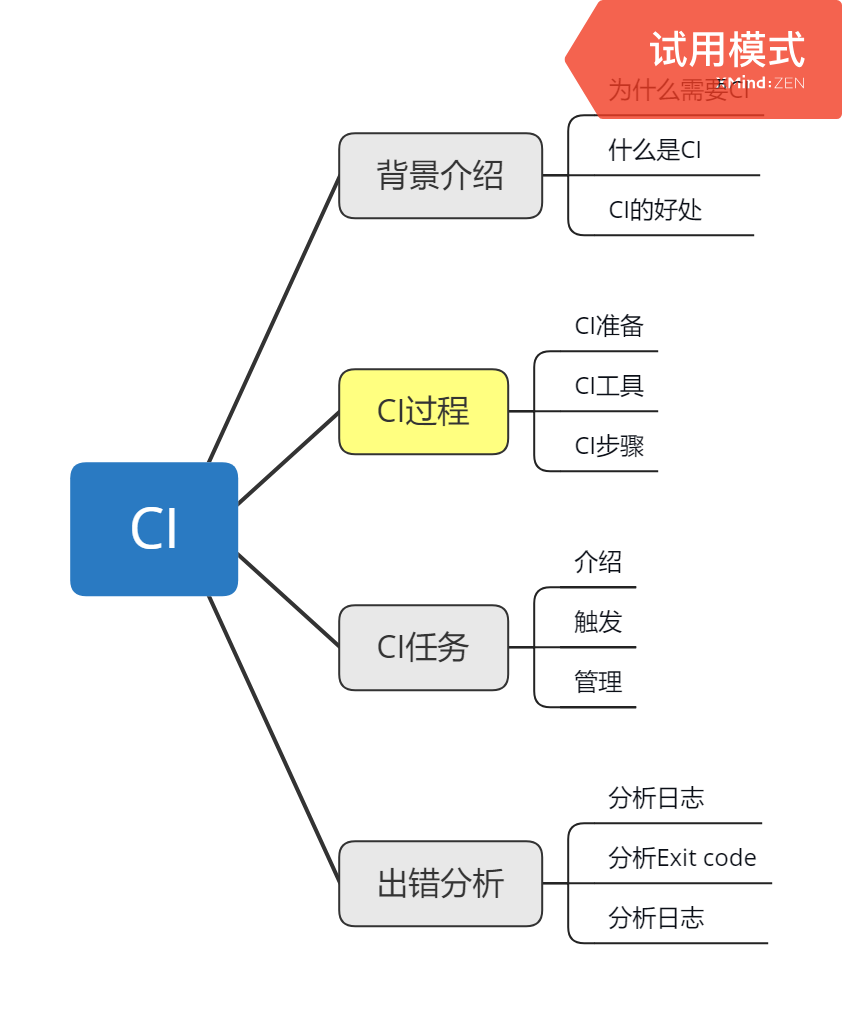 试用模式
XMind:ZEN
为什么需要CI
什么是CI
CI的好处
背景介绍
CI准备
CI工具
CI步骤
CI过程
CI
介绍
触发
管理
CI任务
分析日志
分析Exit code
分析日志
出错分析